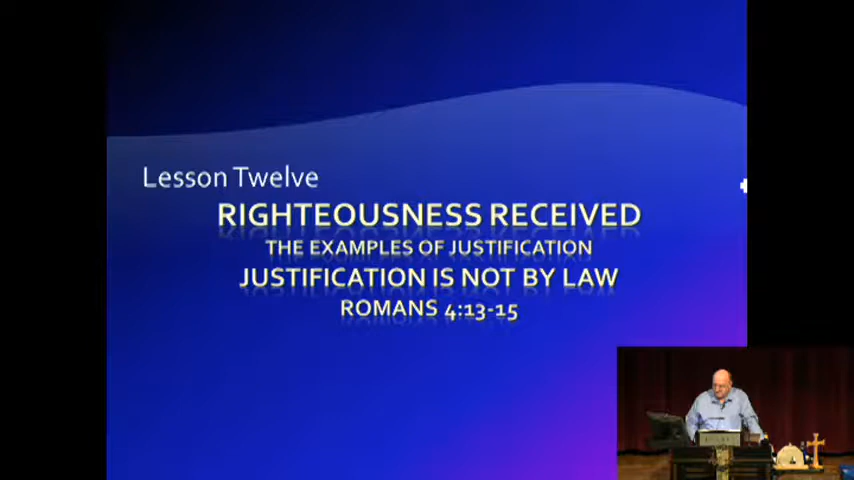 Lesson Twelve
RIGHTEOUSNESS RECEIVED
THE EXAMPLES OF JUSTIFICATION
JUSTIFICATION IS NOT BY LAW
ROMANS 4:13-15